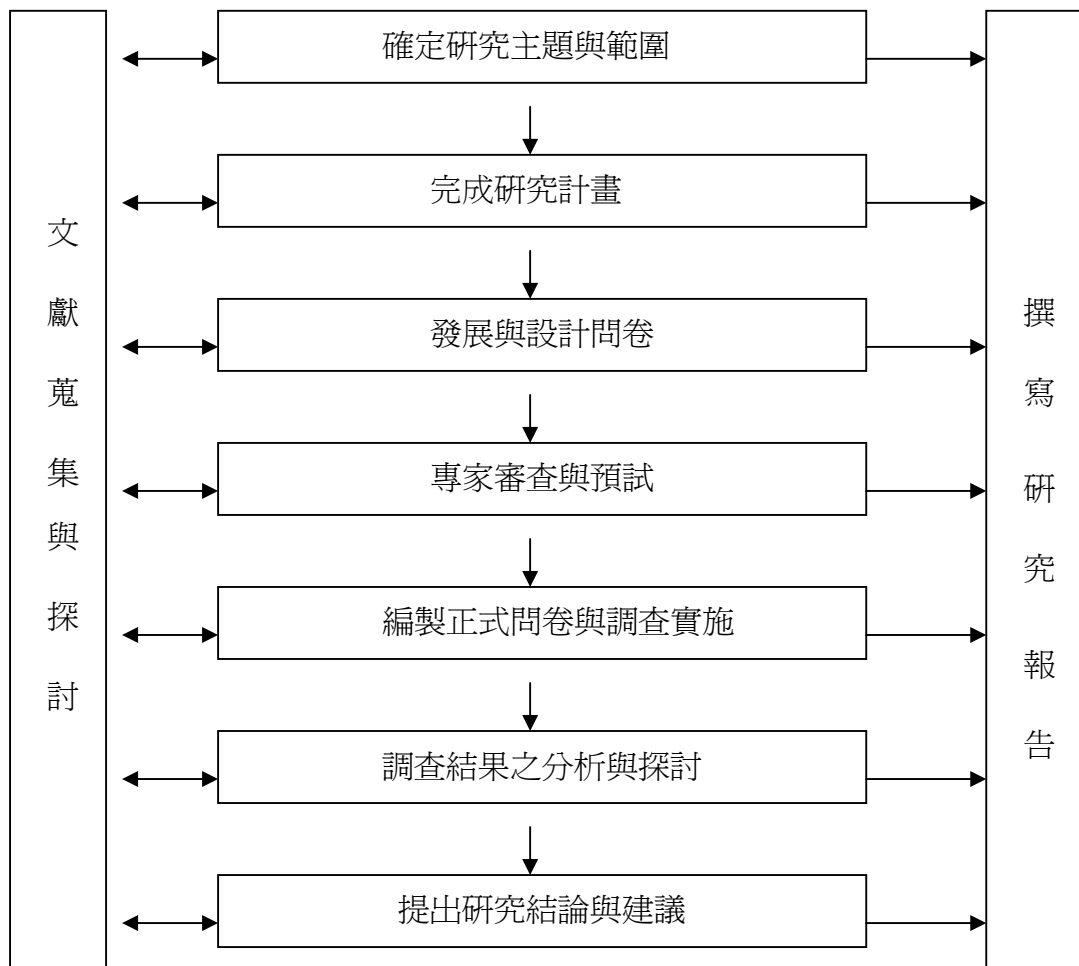 文獻蒐集與探討
確定研究主題與範圍
完成研究計畫
發展與設計問卷
專家審查與預試
編製正式問卷與調查實施
調查結果之分析與探討
提出研究結論與建議
撰寫研究報告